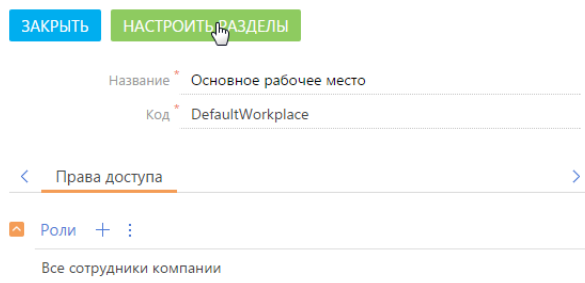 ЗАКРЫТЬ НАСТРОИТЬ РАЗДЕЛЫ
Название * Основное рабочее место
Код * DefaultWorkplace
Права доступа
Роли
Все сотрудники компании